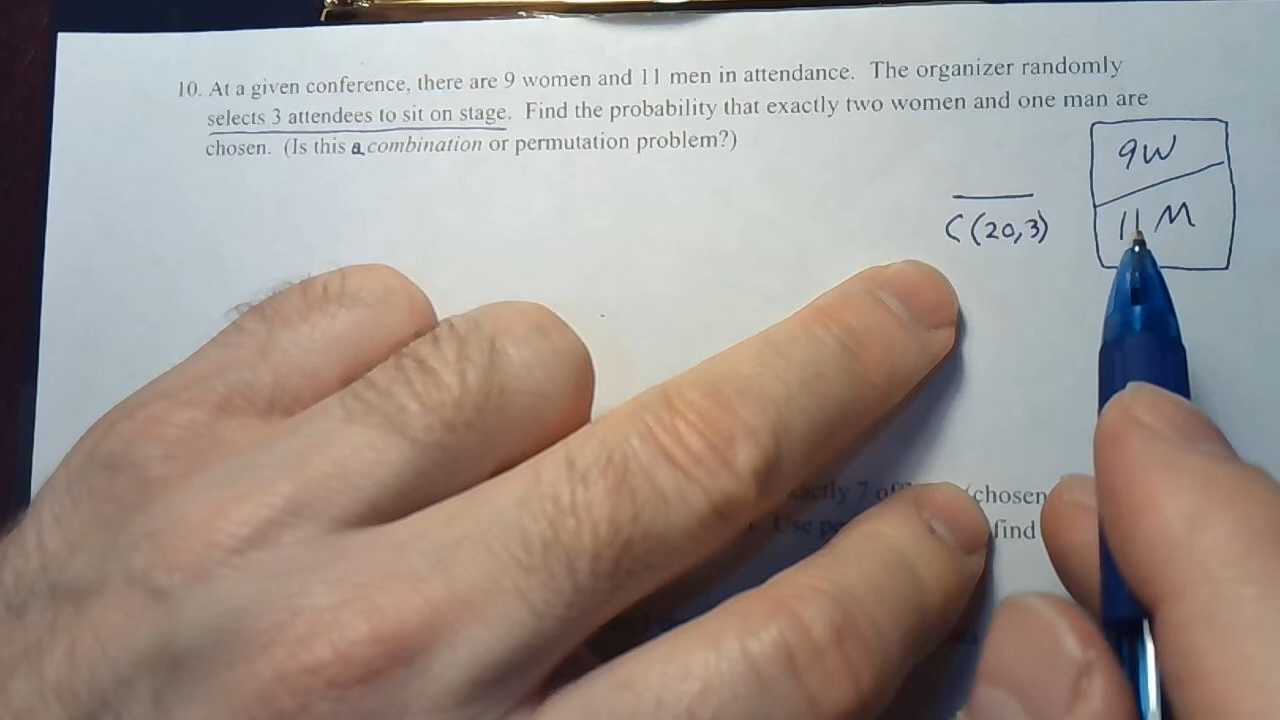 10. At a given conference, there are 9 women and 11 men in attendance. The organizer randomly
selects 3 attendees to sit on stage. Find the probability that exactly two women and one man are
chosen. (Is this a combination or permutation problem?)
9W
11M
C(20,3)
7 (chosen
Use find